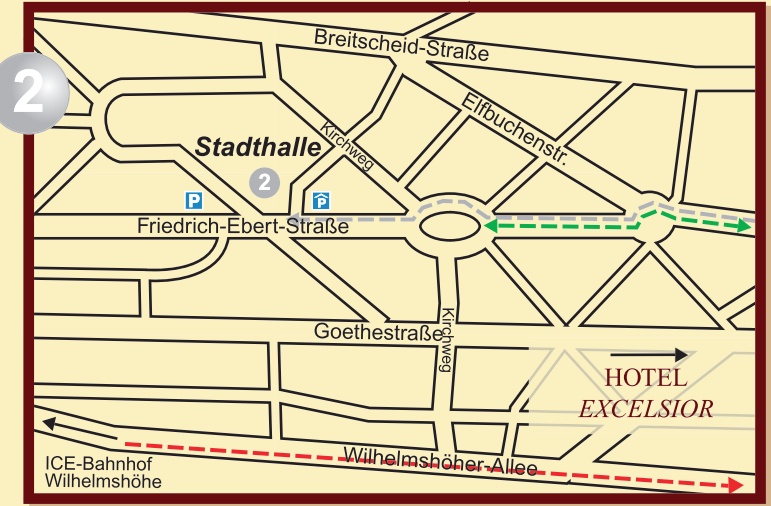 Breitscheid-Straße
2
Elfbuchenstr.
Kirchweg
Stadthalle
2
P
P
Friedrich-Ebert-Straße
Goethestraße
Kirchweg
HOTEL
EXCELSIOR
Wilhelmshöher-Allee
ICE-Bahnhof
Wilhelmshöhe